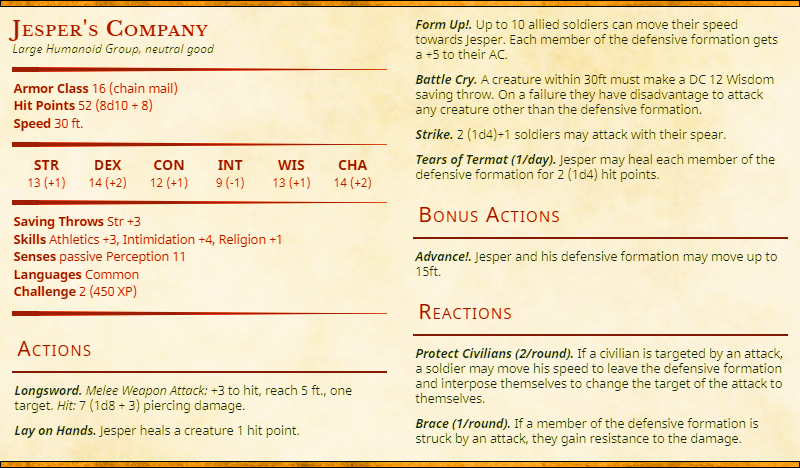 Jesper's Company
Large Humanoid Group, neutral good
Armor Class 16 (chain mail)
Hit Points 52 (8d10 + 8)
Speed 30 ft.
STR DEX CON INT WIS CHA
13 (+1) 14 (+2) 12 (+1) 9 (-1) 13 (+1) 14 (+2)
Saving Throws Str +3
Skills Athletics +3, Intimidation +4, Religion +1
Senses passive Perception 11
Languages Common
Challenge 2 (450 XP)
Actions
Longsword. Melee Weapon Attack: +3 to hit, reach 5 ft., one
target. Hit: 7 (1d8 + 3) piercing damage.
Lay on Hands. Jesper heals a creature 1 hit point.
Form Up!. Up to 10 allied soldiers can move their speed
towards Jesper. Each member of the defensive formation gets
a +5 to their AC.
Battle Cry. A creature within 30ft must make a DC 12 Wisdom
saving throw. On a failure they have disadvantage to attack
any creature other than the defensive formation.
Strike. 2 (1d4)+1 soldiers may attack with their spear.
Tears of Termat (1/day). Jesper may heal each member of the
defensive formation for 2 (1d4) hit points.
Bonus Actions
Advance!. Jesper and his defensive formation may move up to
15ft.
Reactions
Protect Civilians (2/round). If a civilian is targeted by an attack,
a soldier may move his speed to leave the defensive formation
and interpose themselves to change the target of the attack to
themselves.
Brace (1/round). If a member of the defensive formation is
struck by an attack, they gain resistance to the damage.